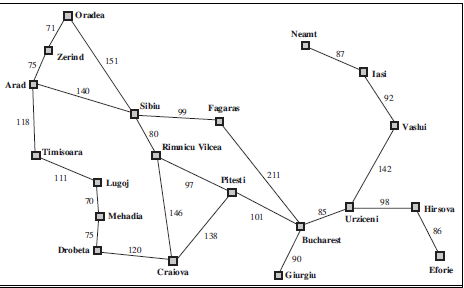 Oradea
71
Neamt
Zerind
87
75
151
Iasi
Arad
140
92
Sibiu
99
Fagaras
118
80
Vaslui
Timisoara
Rimnicu Vilcea
111
Lugoj
97
Pitesti
211
142
70
98
Hirsova
Mehadia
146
101
85
Urziceni
75
138
86
Bucharest
Drobeta
120
90
Craiova
Giurgiu
Eforie